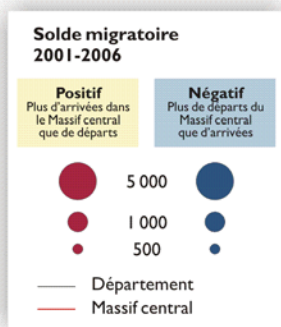 Solde migratoire
2001-2006
Positif
Plus d'arrivées dans
le Massif central
que de départs
Négatif
Plus de départs du
Massif central
que d'arrivées
5 000
1 000
500
Département
Massif central